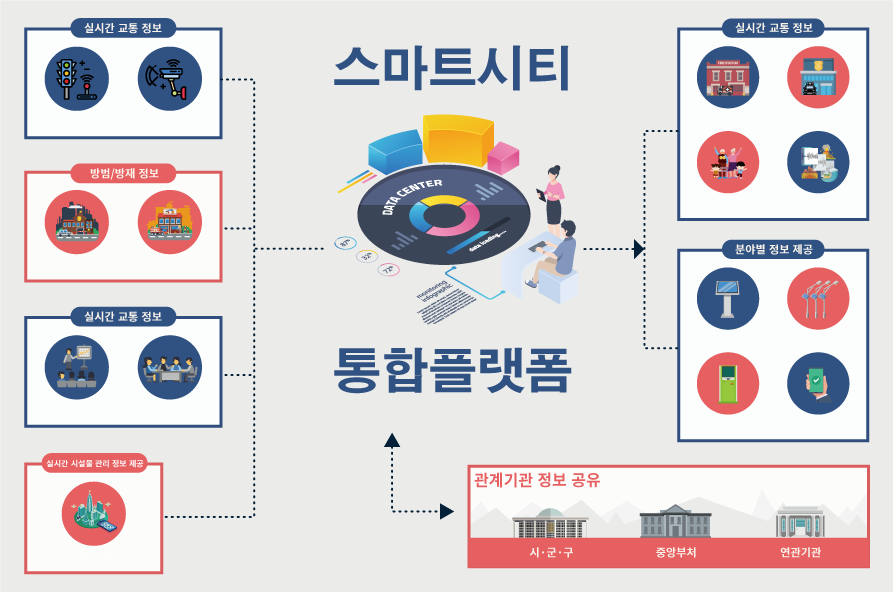 실시간 교통 정보
방범/방재 정보
실시간 교통 정보
실시간 시설물 관리 정보 제공
스마트시티
DATA CENTER
data loading....
monitoring
infographic
통합플랫폼
실시간 교통 정보
분야별 정보 제공
관계기관 정보 공유
시·군·구
중앙부처
연관기관